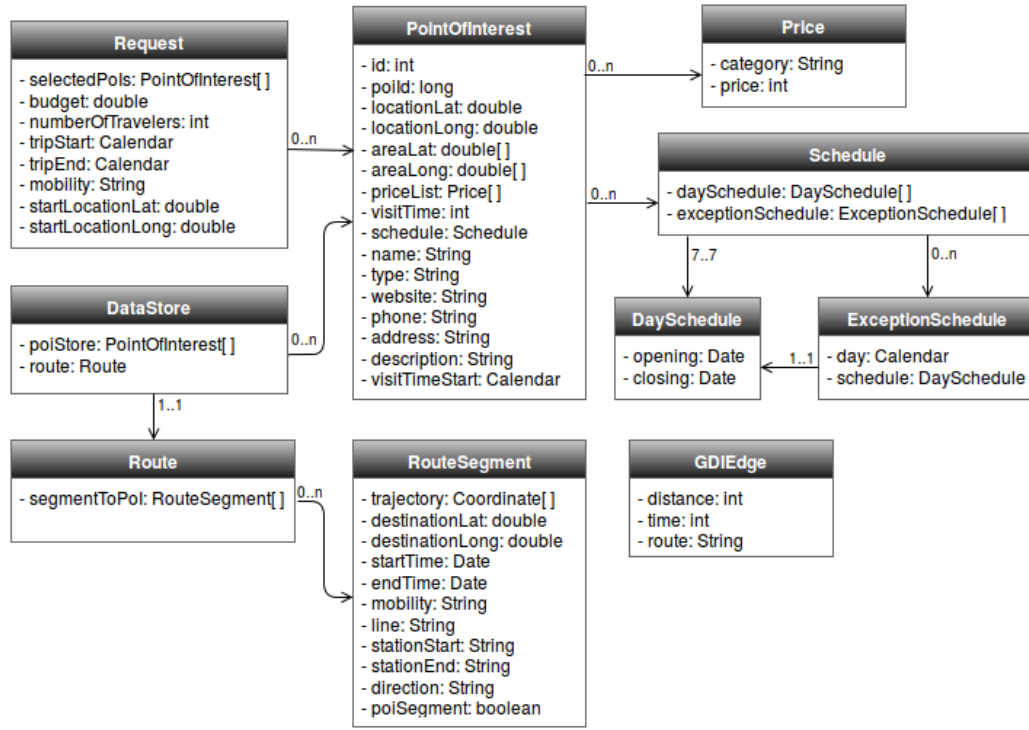 Request
- selectedPoIs: PointOfInterest[ ]
- budget: double
- numberOfTravelers: int
- tripStart: Calendar
- tripEnd: Calendar
- mobility: String
- startLocationLat: double
- startLocationLong: double
0..n
PointOfInterest
- id: int
- poiId: long
- locationLat: double
- locationLong: double
- areaLat: double[ ]
- areaLong: double[ ]
- priceList: Price[ ]
- visitTime: int
- schedule: Schedule
- name: String
- type: String
- website: String
- phone: String
- address: String
- description: String
- visitTimeStart: Calendar
0..n
Price
- category: String
- price: int
0..n
Schedule
- daySchedule: DaySchedule[ ]
- exceptionSchedule: ExceptionSchedule[ ]
7..7
0..n
DataStore
- poiStore: PointOfInterest[ ]
- route: Route
0..n
1..1
DaySchedule
- opening: Date
- closing: Date
1..1
ExceptionSchedule
- day: Calendar
- schedule: DaySchedule
Route
- segmentToPoI: RouteSegment[ ]
0..n
RouteSegment
- trajectory: Coordinate[ ]
- destinationLat: double
- destinationLong: double
- startTime: Date
- endTime: Date
- mobility: String
- line: String
- stationStart: String
- stationEnd: String
- direction: String
- poiSegment: boolean
GDIEdge
- distance: int
- time: int
- route: String